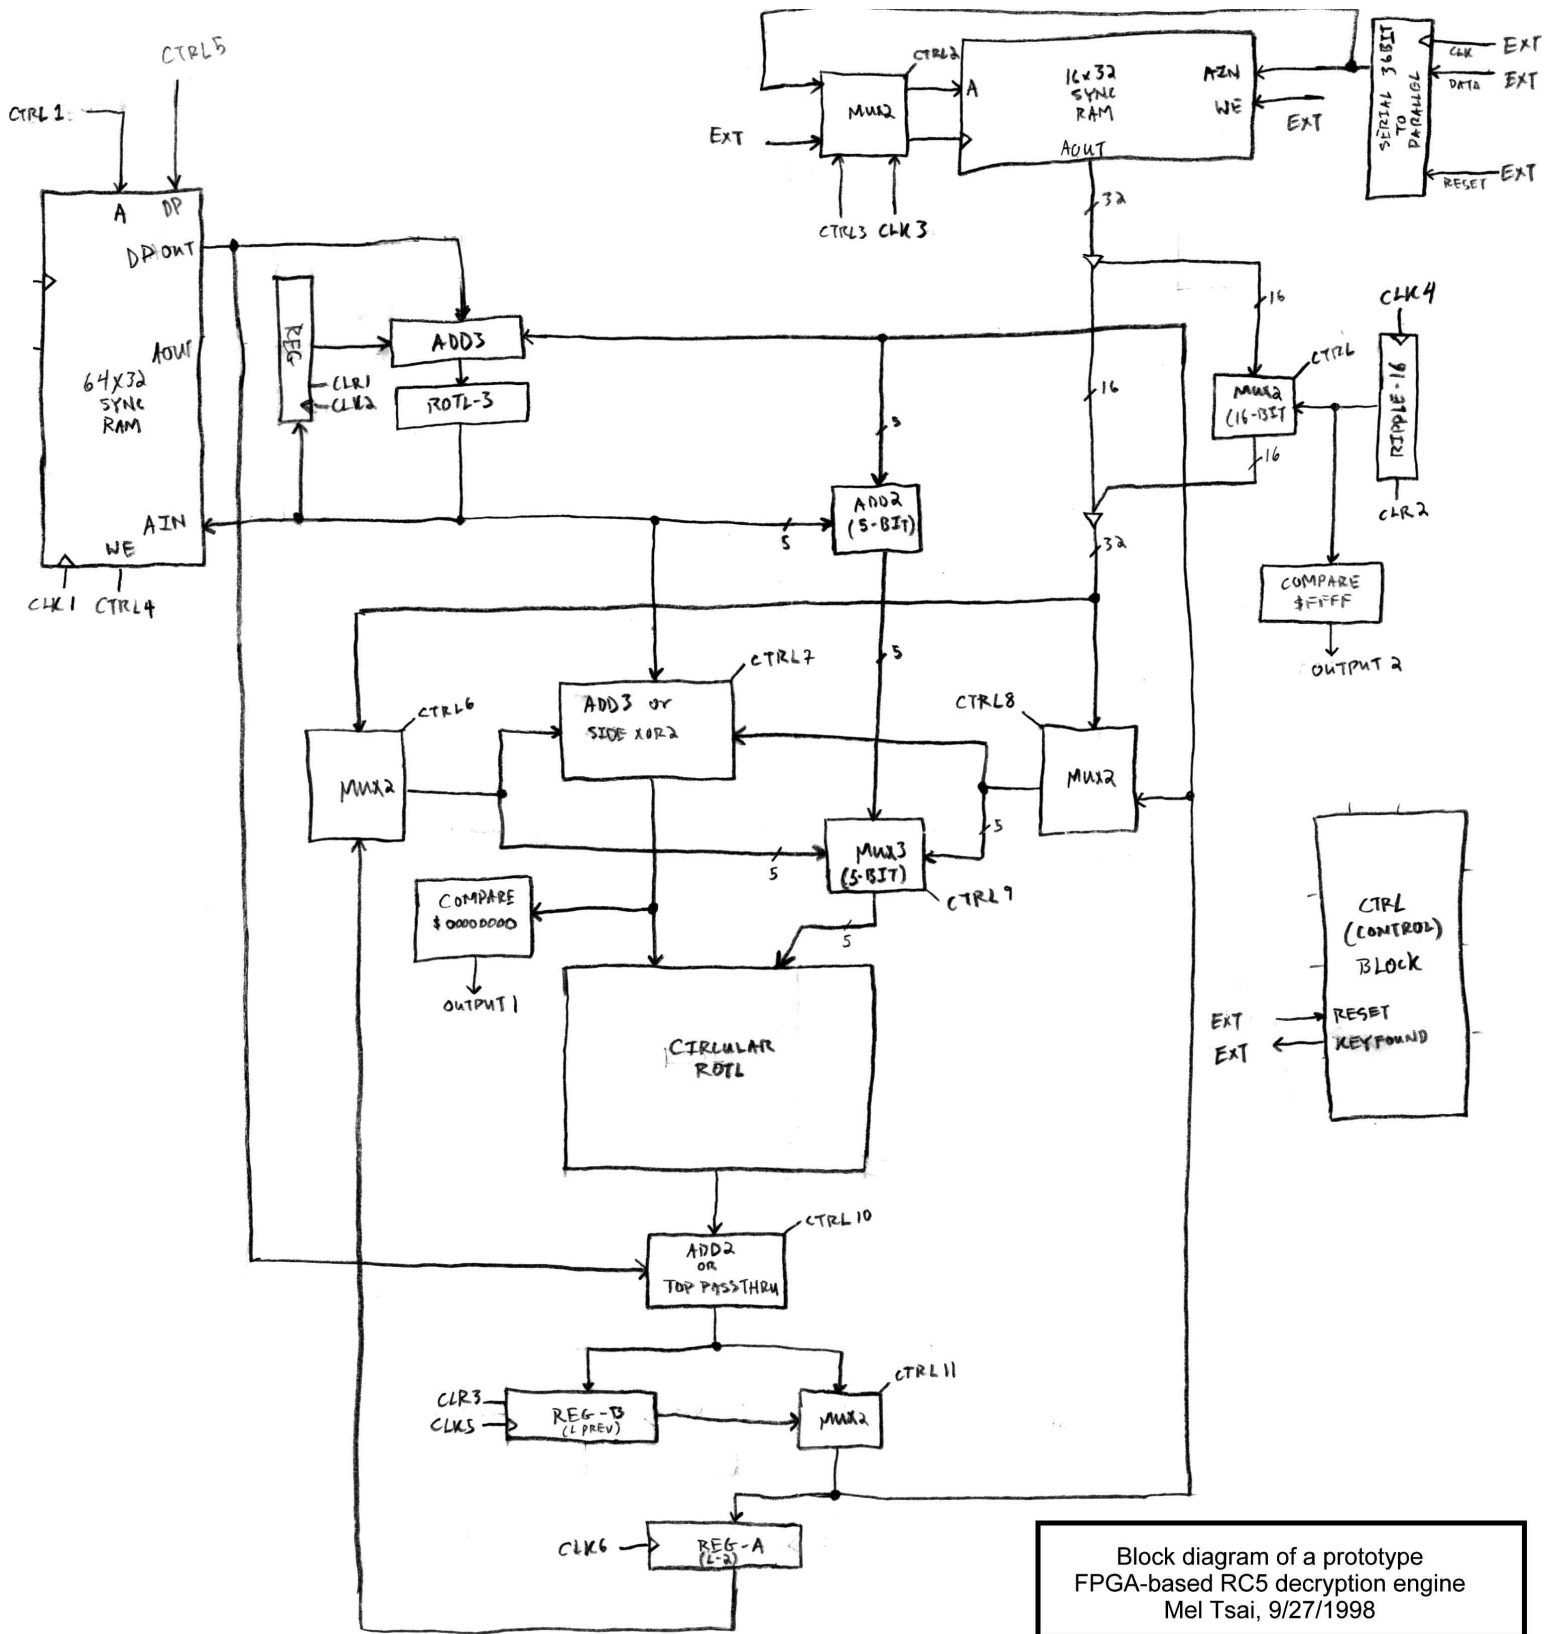 CTRL5
CTRL1
CTRL2
16x32
SYNC
RAM
A
AIN
WE
AOUT
MUX2
EXT
EXT
CTRL3 CLK3
SERIAL 36BIT
TO
PARALLEL
CLK EXT
DATA EXT
RESET EXT
32
A
DP
DPOUT
AOUT
64x32
SYNC
RAM
AIN
WE
CLK1 CTRL4
REG
CLR1
CLK2
ADD3
ROTL-3
5
16
16
CLK4
RIPPLE-16
CLR2
CTRL
MUX2
(16-BIT
16
32
ADD2
(5-BIT)
5
5
COMPARE
$FFFF
OUTPUT 2
CTRL6
MUX2
CTRL7
ADD3 or
SIDE XOR2
CTRL8
MUX2
5
5
MUX3
(5-BIT)
CTRL9
5
COMPARE
$00000000
OUTPUT 1
CTRL
(CONTROL)
BLOCK
EXT RESET
EXT KEYFOUND
CIRCULAR
ROTL
CTRL10
ADD2
OR
TOP PASSTHRU
CLR3
CLK5
REG-B
(L PREV)
CTRL11
MUX2
CLK6
REG-A
(L-2)
Block diagram of a prototype
FPGA-based RC5 decryption engine
Mel Tsai, 9/27/1998